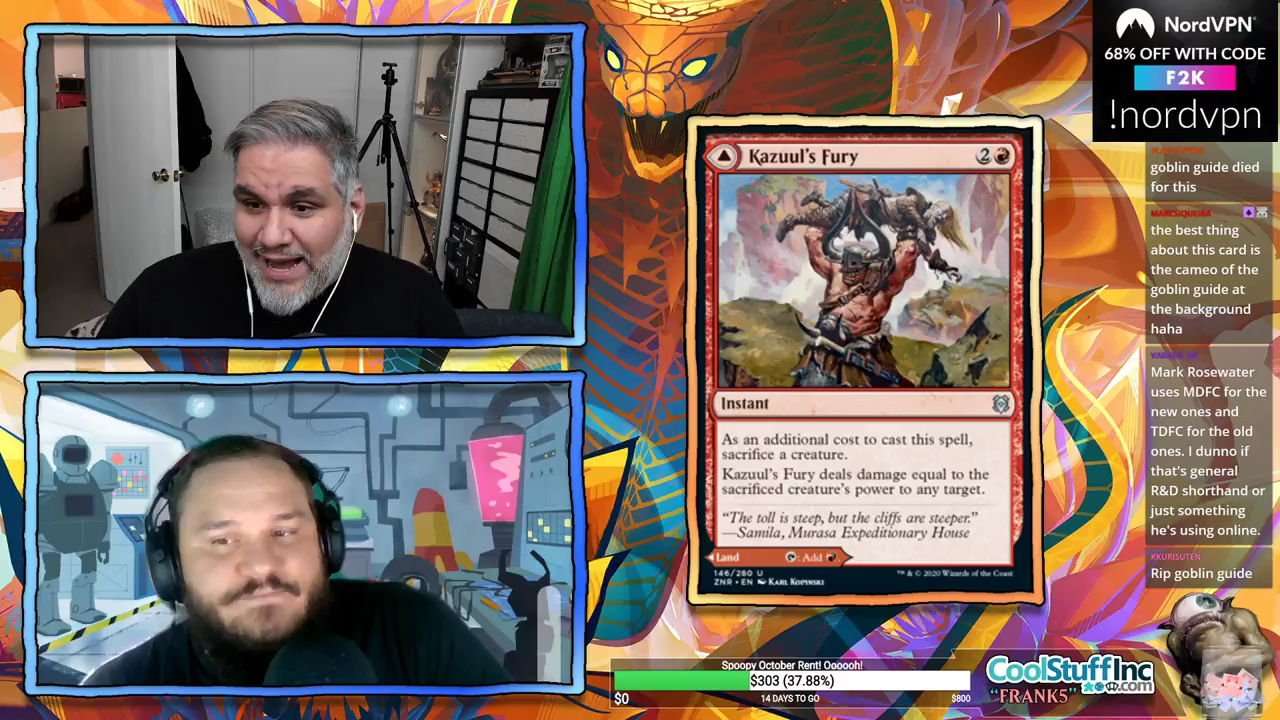 NordVPN
68% OFF WITH CODE
F2K
!nordvpn
Kazuul's Fury
2
Instant
As an additional cost to cast this spell,
sacrifice a creature.
Kazuul's Fury deals damage equal to the
sacrificed creature's power to any target.
“The toll is steep, but the cliffs are steeper.”
—Samila, Murasa Expeditionary House
Land
: Add
146/280 U
ZNR • EN Karl Kopinski
™ & © 2020 Wizards of the Coast
goblin guide died
for this
MARCSIQUEIRA
the best thing
about this card is
the cameo of the
goblin guide at
the background
haha
Mark Rosewater
uses MDFC for the
new ones and
TDFC for the old
ones. I dunno if
that's general
R&D shorthand or
just something
he's using online.
KKURISUTEN
Rip goblin guide
Spoopy October Rent! Oooooh!
$303 (37.88%)
$0
14 DAYS TO GO
$800
CoolStuffInc
.com
"FRANK5"